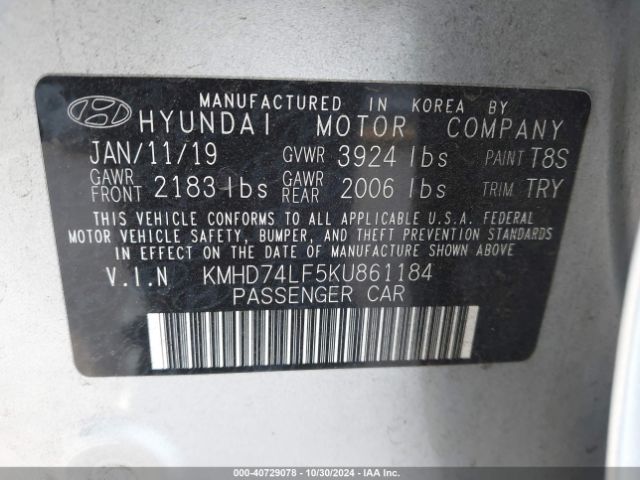 MANUFACTURED IN KOREA BY
HYUNDAI MOTOR COMPANY
JAN/11/19 GVWR 3924 lbs PAINT T8S
GAWR FRONT 2183 lbs GAWR REAR 2006 lbs TRIM TRY
THIS VEHICLE CONFORMS TO ALL APPLICABLE U.S.A. FEDERAL
MOTOR VEHICLE SAFETY, BUMPER, AND THEFT PREVENTION STANDARDS
IN EFFECT ON THE DATE OF MANUFACTURE SHOWN ABOVE.
V.I.N KMHD74LF5KU861184
PASSENGER CAR
000-40729078 - 10/30/2024 - IAA, Inc.